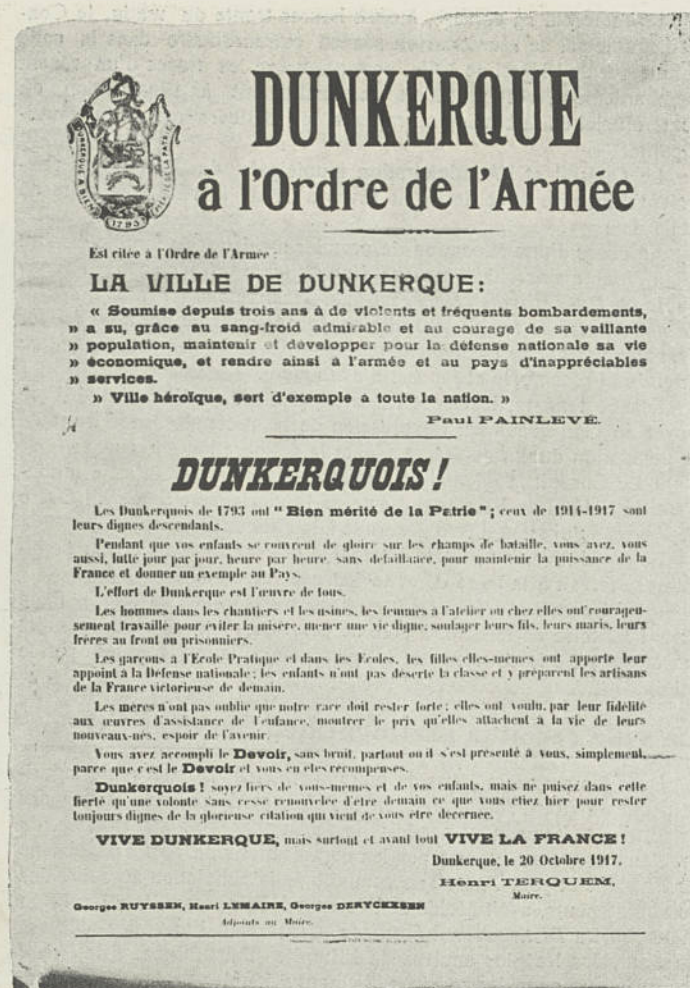 DUNKERQUE
à l'Ordre de l'Armée
DUNKERQUE A BIEN MÉRITÉ DE LA PATRIE
1793
Est citée à l'Ordre de l'Armée :
LA VILLE DE DUNKERQUE:
« Soumise depuis trois ans à de violents et fréquents bombardements,
» a su, grâce au sang-froid admirable et au courage de sa vaillante
» population, maintenir et développer pour la défense nationale sa vie
» économique, et rendre ainsi à l'armée et au pays d'inappréciables
» services.
» Ville héroïque, sert d'exemple à toute la nation. »
Paul PAINLEVÉ.
DUNKERQUOIS !
Les Dunkerquois de 1793 ont "Bien mérité de la Patrie" ; ceux de 1914-1917 sont
leurs dignes descendants.
Pendant que vos enfants se couvrent de gloire sur les champs de bataille, vous avez, vous
aussi, lutté jour par jour, heure par heure, sans défaillance, pour maintenir la puissance de la
France et donner un exemple au Pays.
L'effort de Dunkerque est l'œuvre de tous.
Les hommes dans les chantiers et les usines, les femmes à l'atelier ou chez elles ont courageu-
sement travaillé pour éviter la misère, mener une vie digne, soulager leurs fils, leurs maris, leurs
frères au front ou prisonniers.
Les garçons à l'Ecole Pratique et dans les Ecoles, les filles elles-mêmes ont apporté leur
appoint à la Défense nationale ; les enfants n'ont pas déserté la classe et y préparent les artisans
de la France victorieuse de demain.
Les mères n'ont pas oublié que notre race doit rester forte ; elles ont voulu, par leur fidélité
aux œuvres d'assistance de l'enfance, montrer le prix qu'elles attachent à la vie de leurs
nouveaux-nés, espoir de l'avenir.
Vous avez accompli le Devoir, sans bruit, partout où il s'est présenté à vous, simplement,
parce que c'est le Devoir et vous en êtes récompensés.
Dunkerquois ! soyez fiers de vous-mêmes et de vos enfants, mais ne puisez dans cette
fierté qu'une volonté sans cesse renouvelée d'être demain ce que vous étiez hier pour rester
toujours dignes de la glorieuse citation qui vient de vous être décernée.
VIVE DUNKERQUE, mais surtout et avant tout VIVE LA FRANCE !
Dunkerque, le 20 Octobre 1917.
Henri TERQUEM,
Maire.
Georges RUYSSEN, Henri LEMAIRE, Georges DERYCKXSEN
Adjoints au Maire.